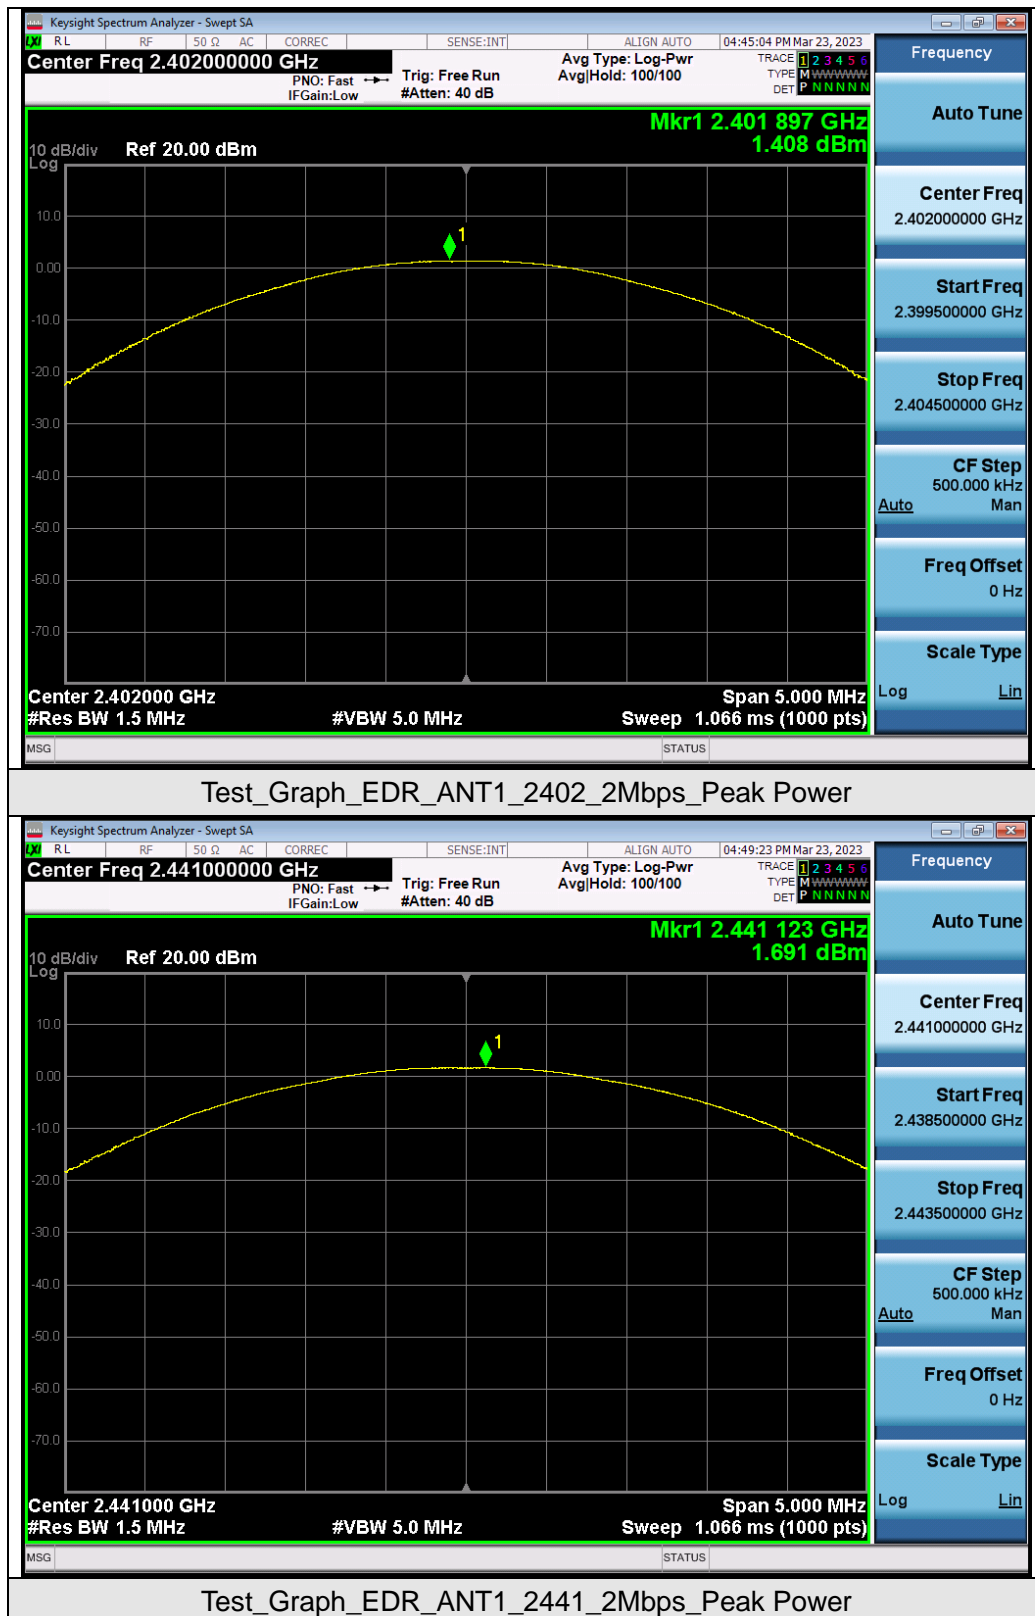 Keysight Spectrum Analyzer - Swept SA
LXI RL RF 50 Ω AC CORREC SENSE:INT ALIGN AUTO 04:45:04 PM Mar 23, 2023
Center Freq 2.402000000 GHz
PNO: Fast
IFGain:Low
Trig: Free Run
#Atten: 40 dB
Avg Type: Log-Pwr
Avg|Hold: 100/100
TRACE 1 2 3 4 5 6
TYPE M WWWWW
DET P N N N N N
Mkr1 2.401 897 GHz
1.408 dBm
10 dB/div Ref 20.00 dBm
Log
1
10.0
0.00
-10.0
-20.0
-30.0
-40.0
-50.0
-60.0
-70.0
Center 2.402000 GHz Span 5.000 MHz
#Res BW 1.5 MHz #VBW 5.0 MHz Sweep 1.066 ms (1000 pts)
MSG STATUS
Frequency
Auto Tune
Center Freq
2.402000000 GHz
Start Freq
2.399500000 GHz
Stop Freq
2.404500000 GHz
CF Step
500.000 kHz
Auto Man
Freq Offset
0 Hz
Scale Type
Log Lin
Test_Graph_EDR_ANT1_2402_2Mbps_Peak Power
Keysight Spectrum Analyzer - Swept SA
LXI RL RF 50 Ω AC CORREC SENSE:INT ALIGN AUTO 04:49:23 PM Mar 23, 2023
Center Freq 2.441000000 GHz
PNO: Fast
IFGain:Low
Trig: Free Run
#Atten: 40 dB
Avg Type: Log-Pwr
Avg|Hold: 100/100
TRACE 1 2 3 4 5 6
TYPE M WWWWW
DET P N N N N N
Mkr1 2.441 123 GHz
1.691 dBm
10 dB/div Ref 20.00 dBm
Log
1
10.0
0.00
-10.0
-20.0
-30.0
-40.0
-50.0
-60.0
-70.0
Center 2.441000 GHz Span 5.000 MHz
#Res BW 1.5 MHz #VBW 5.0 MHz Sweep 1.066 ms (1000 pts)
MSG STATUS
Frequency
Auto Tune
Center Freq
2.441000000 GHz
Start Freq
2.438500000 GHz
Stop Freq
2.443500000 GHz
CF Step
500.000 kHz
Auto Man
Freq Offset
0 Hz
Scale Type
Log Lin
Test_Graph_EDR_ANT1_2441_2Mbps_Peak Power